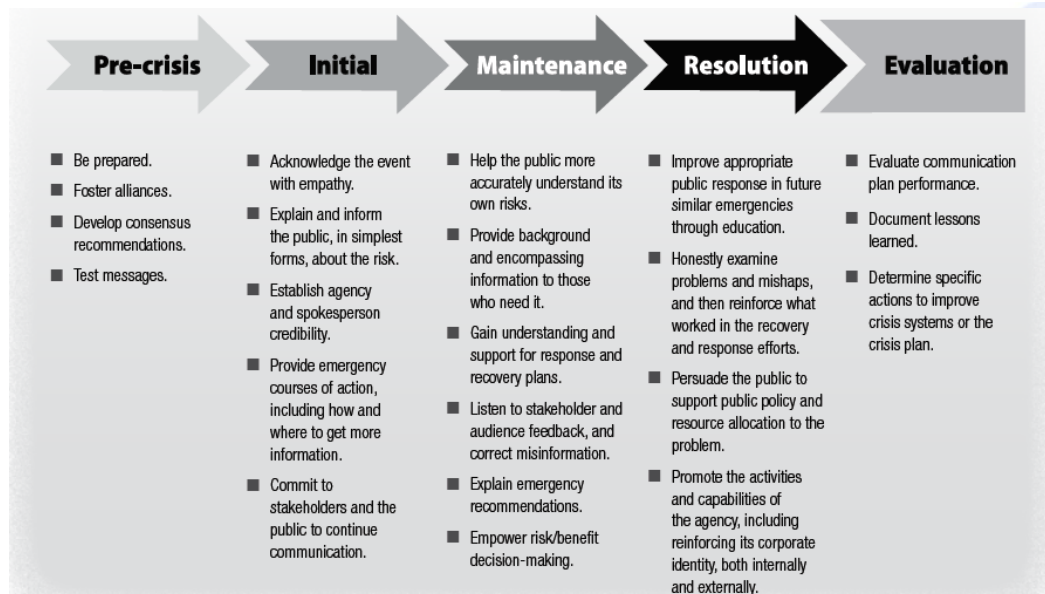 Pre-crisis
Initial
Maintenance
Resolution
Evaluation
■ Be prepared.
■ Foster alliances.
■ Develop consensus
recommendations.
■ Test messages.
■ Acknowledge the event
with empathy.
■ Explain and inform
the public, in simplest
forms, about the risk.
■ Establish agency
and spokesperson
credibility.
■ Provide emergency
courses of action,
including how and
where to get more
information.
■ Commit to
stakeholders and the
public to continue
communication.
■ Help the public more
accurately understand its
own risks.
■ Provide background
and encompassing
information to those
who need it.
■ Gain understanding and
support for response and
recovery plans.
■ Listen to stakeholder and
audience feedback, and
correct misinformation.
■ Explain emergency
recommendations.
■ Empower risk/benefit
decision-making.
■ Improve appropriate
public response in future
similar emergencies
through education.
■ Honestly examine
problems and mishaps,
and then reinforce what
worked in the recovery
and response efforts.
■ Persuade the public to
support public policy and
resource allocation to the
problem.
■ Promote the activities
and capabilities of
the agency, including
reinforcing its corporate
identity, both internally
and externally.
■ Evaluate communication
plan performance.
■ Document lessons
learned.
■ Determine specific
actions to improve
crisis systems or the
crisis plan.